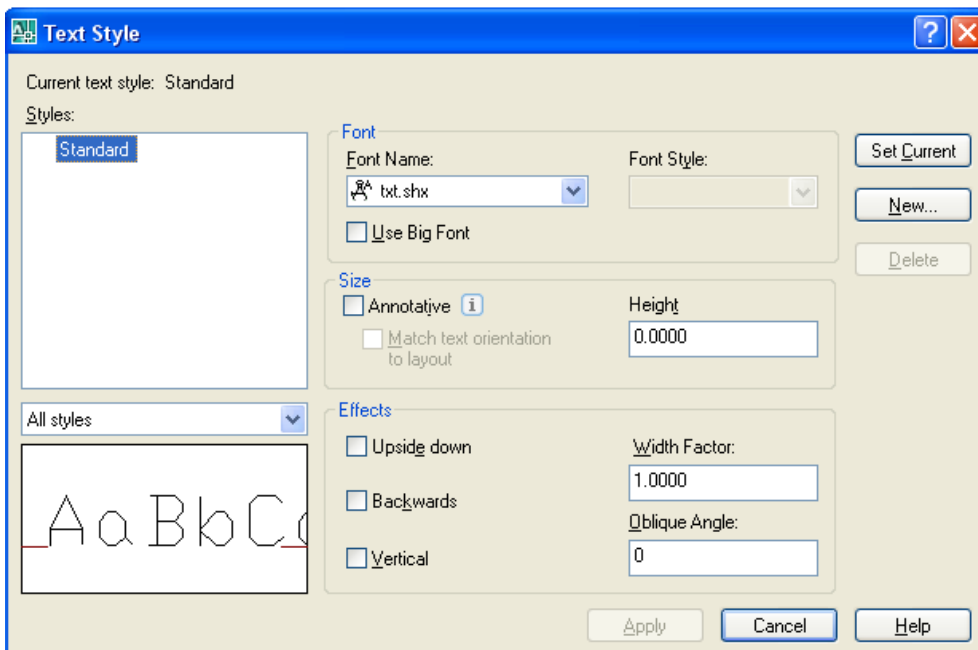 Text Style
Current text style: Standard
Styles:
Standard
All styles
AaBbC
Font
Font Name:
txt.shx
Use Big Font
Font Style:
Size
Annotative
Match text orientation
to layout
Height
0.0000
Effects
Upside down
Backwards
Vertical
Width Factor:
1.0000
Oblique Angle:
0
Set Current
New...
Delete
Apply
Cancel
Help